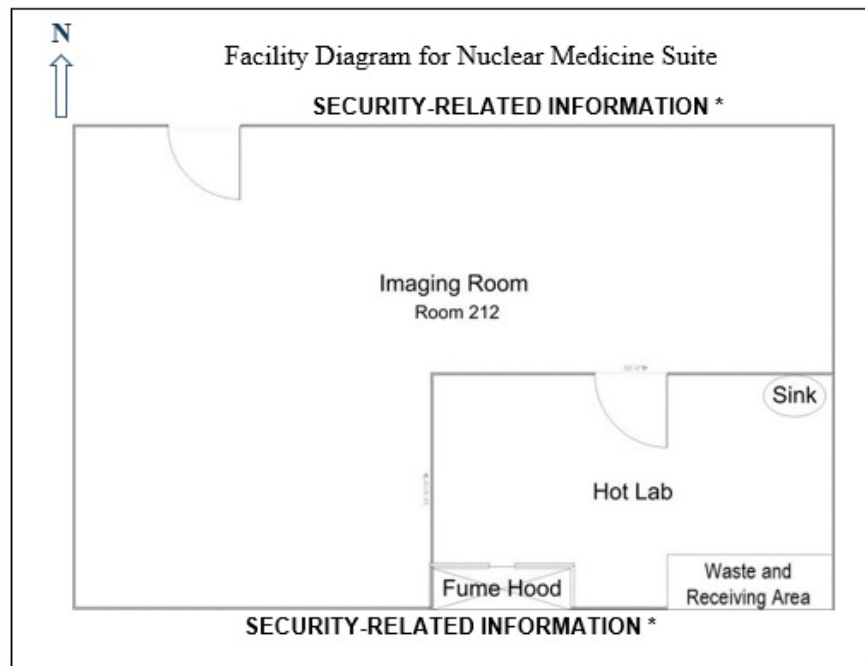 N
Facility Diagram for Nuclear Medicine Suite
SECURITY-RELATED INFORMATION *
Imaging Room
Room 212
Sink
Hot Lab
Fume Hood
Waste and
Receiving Area
SECURITY-RELATED INFORMATION *